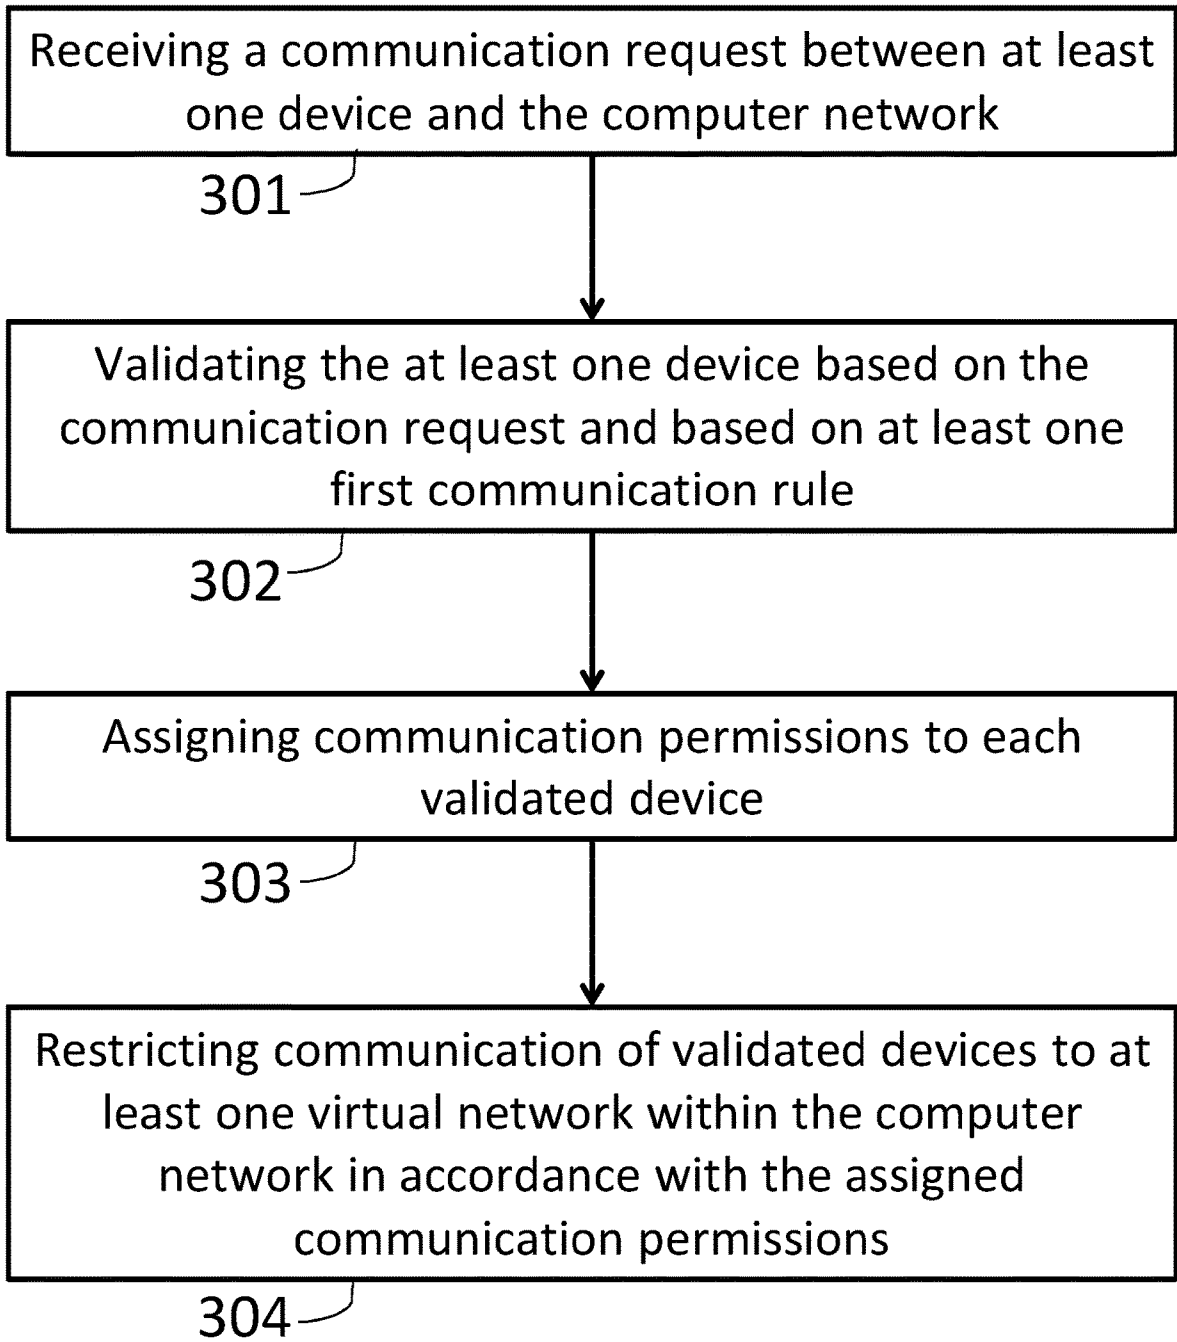 Receiving a communication request between at least
one device and the computer network
301
Validating the at least one device based on the
communication request and based on at least one
first communication rule
302
Assigning communication permissions to each
validated device
303
Restricting communication of validated devices to at
least one virtual network within the computer
network in accordance with the assigned
communication permissions
304